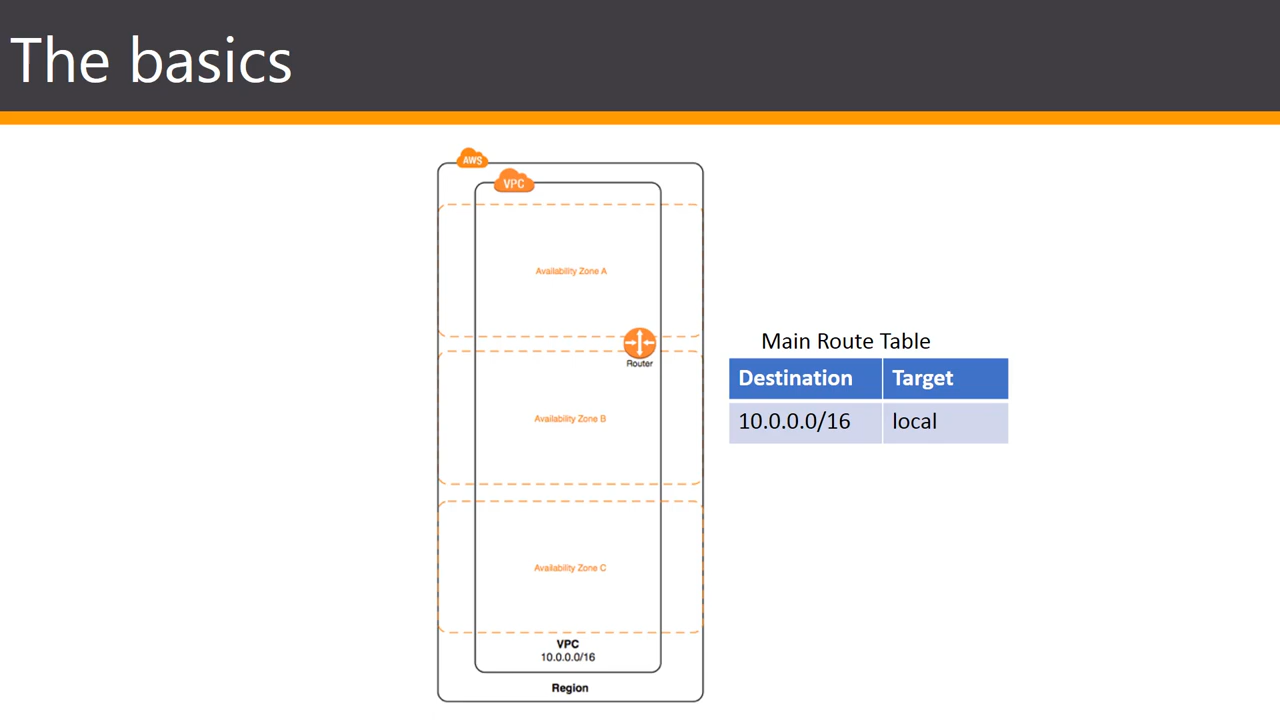 The basics
AWS
VPC
Availability Zone A
Router
Availability Zone B
Availability Zone C
VPC
10.0.0.0/16
Region
Main Route Table
Destination Target
10.0.0.0/16 local